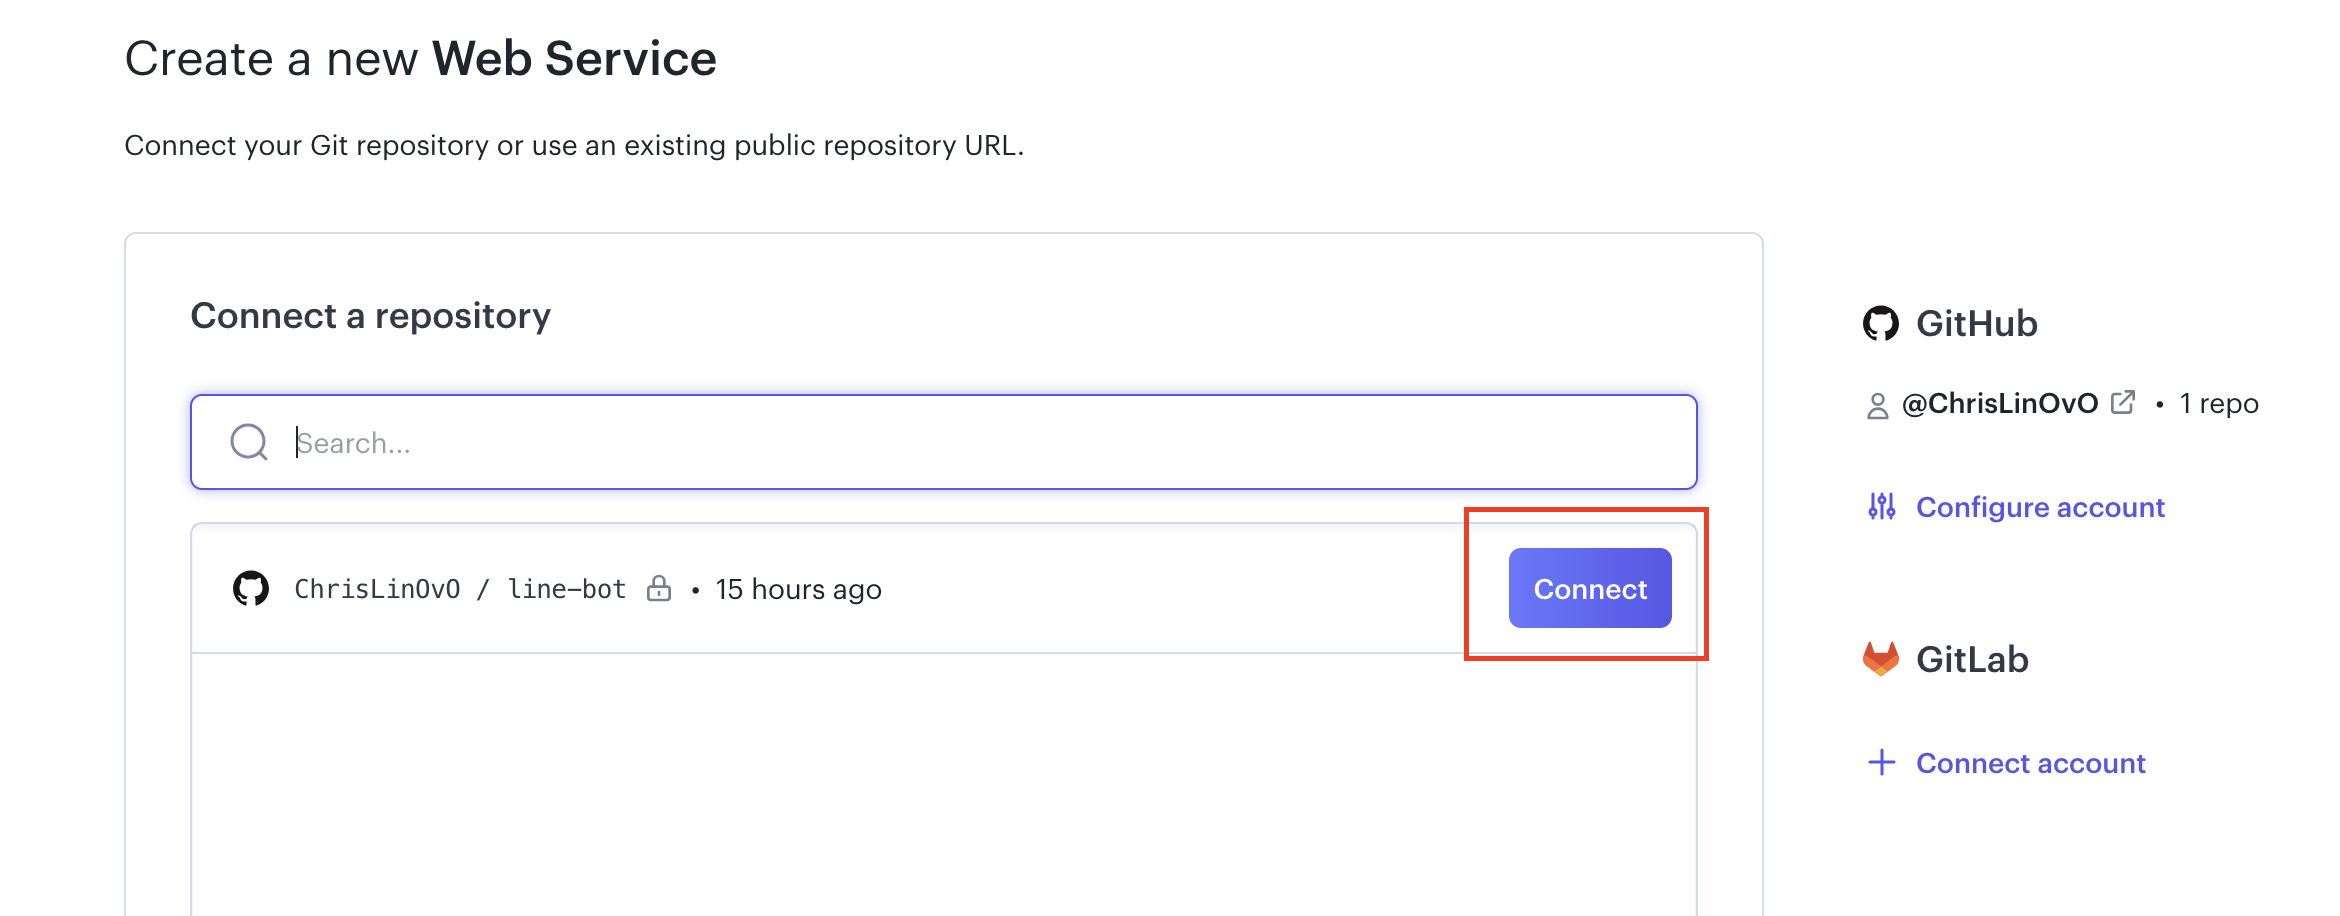 Create a new Web Service
Connect your Git repository or use an existing public repository URL.
Connect a repository
Search...
ChrisLinOvO / line-bot • 15 hours ago
Connect
GitHub
@ChrisLinOvO • 1 repo
Configure account
GitLab
Connect account